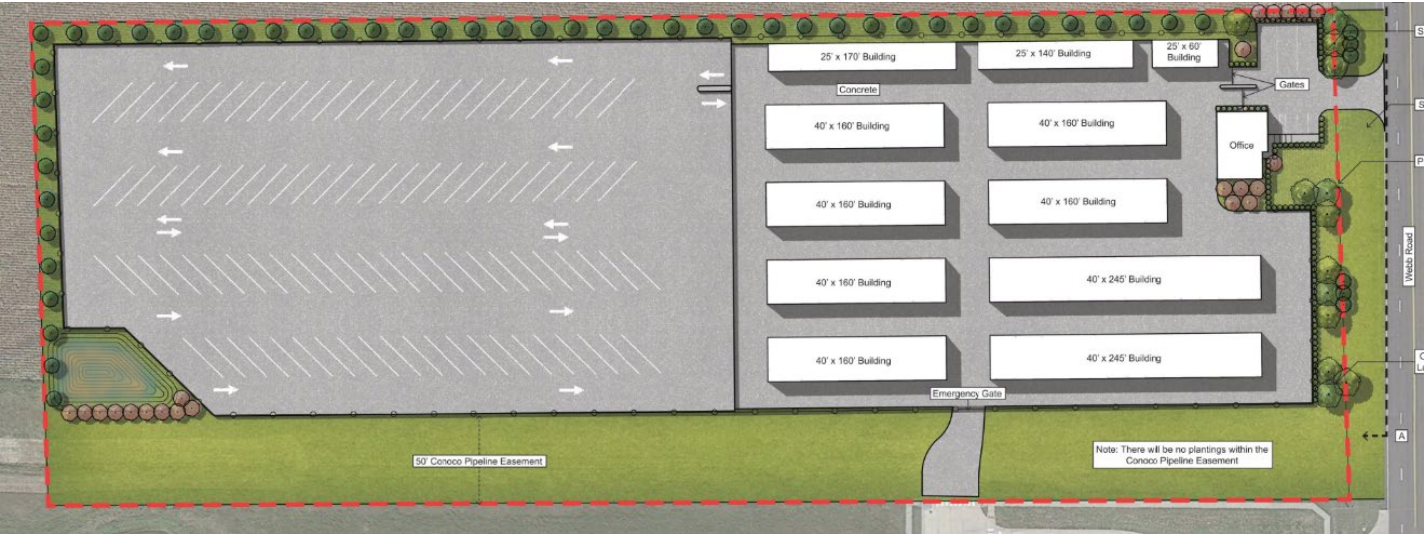 S
25' x 170' Building
25' x 140' Building
25' x 60'
Building
Concrete
Gates
S
40' x 160' Building
40' x 160' Building
Office
P
40' x 160' Building
40' x 160' Building
Webb Road
40' x 160' Building
40' x 245' Building
40' x 160' Building
40' x 245' Building
Emergency Gate
A
50' Conoco Pipeline Easement
Note: There will be no plantings within the
Conoco Pipeline Easement